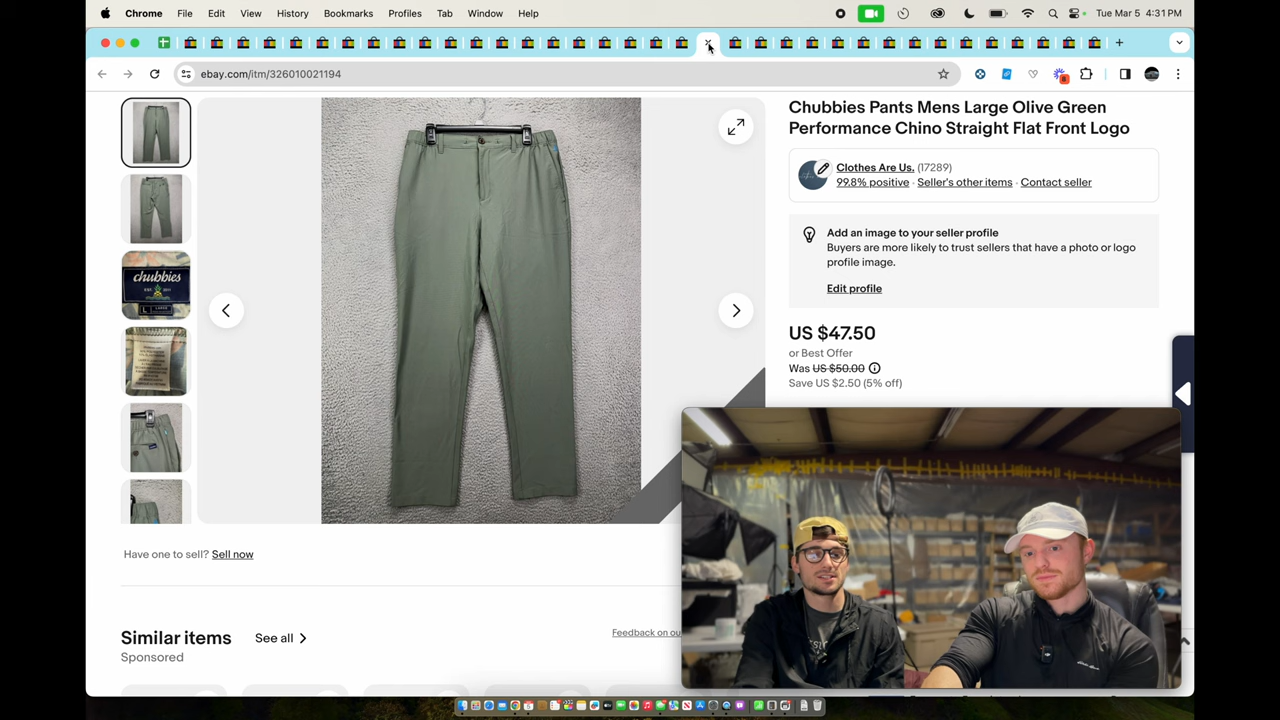 Chrome File Edit View History Bookmarks Profiles Tab Window Help Tue Mar 5 4:31 PM
ebay.com/itm/326010021194
Chubbies Pants Mens Large Olive Green
Performance Chino Straight Flat Front Logo
Clothes Are Us. (17289)
99.8% positive · Seller's other items · Contact seller
Add an image to your seller profile
Buyers are more likely to trust sellers that have a photo or logo
profile image.
Edit profile
chubbies
L LARGE
US $47.50
or Best Offer
Was US $50.00
Save US $2.50 (5% off)
Have one to sell? Sell now
Similar items See all
Feedback on ou
Sponsored